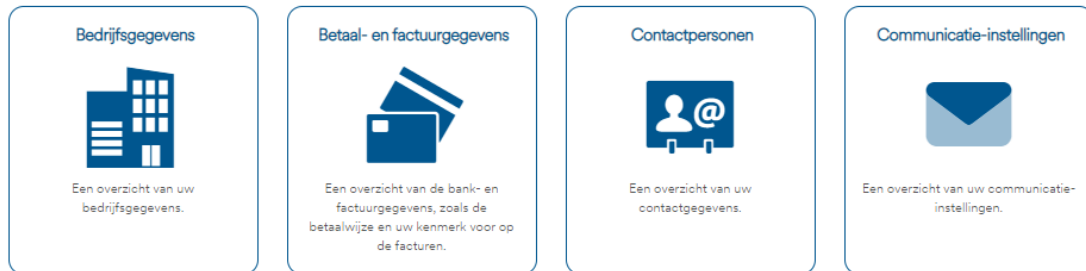 Bedrijfsgegevens
Een overzicht van uw
bedrijfsgegevens.
Betaal- en factuurgegevens
Een overzicht van de bank- en
factuurgegevens, zoals de
betaalwijze en uw kenmerk voor op
de facturen.
Contactpersonen
@
Een overzicht van uw
contactgegevens.
Communicatie-instellingen
Een overzicht van uw communicatie-
instellingen.